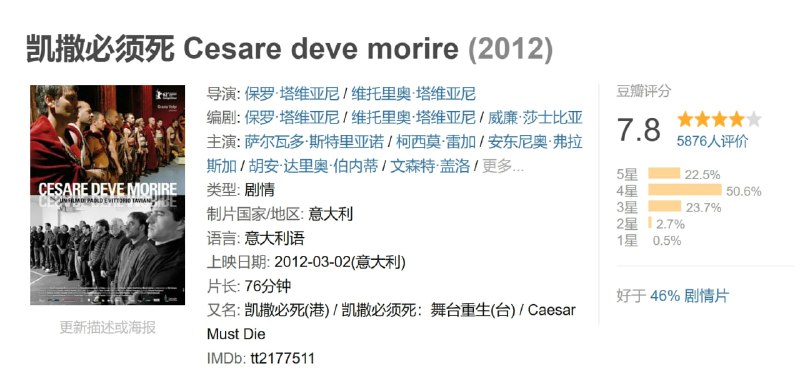 凯撒必须死 Cesare deve morire (2012)
CESARE DEVE MORIRE
UN FILM DI PAOLO E VITTORIO TAVIANI
更新描述或海报
导演: 保罗·塔维亚尼 / 维托里奥·塔维亚尼
编剧: 保罗·塔维亚尼 / 维托里奥·塔维亚尼 / 威廉·莎士比亚
主演: 萨尔瓦多·斯特里亚诺 / 柯西莫·雷加 / 安东尼奥·弗拉
斯加 / 胡安·达里奥·伯内蒂 / 文森特·盖洛 / 更多...
类型: 剧情
制片国家/地区: 意大利
语言: 意大利语
上映日期: 2012-03-02(意大利)
片长: 76分钟
又名: 凯撒必死(港) / 凯撒必须死：舞台重生(台) / Caesar
Must Die
IMDb: tt2177511
豆瓣评分
7.8
5876人评价
5星 22.5%
4星 50.6%
3星 23.7%
2星 2.7%
1星 0.5%
好于 46% 剧情片